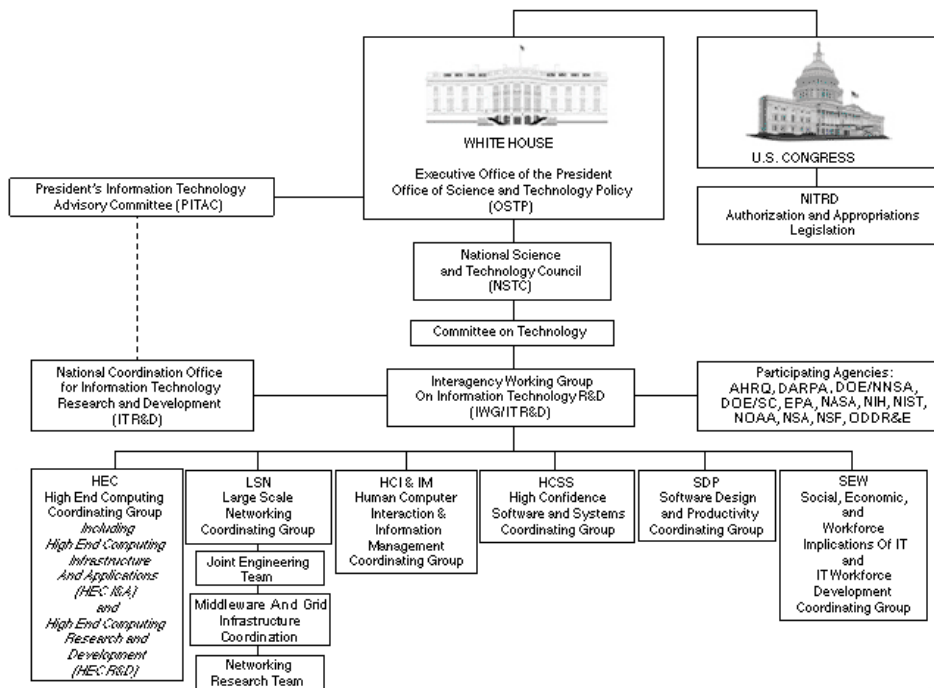 WHITE HOUSE
Executive Office of the President
Office of Science and Technology Policy
(OSTP)
U.S. CONGRESS
President's Information Technology
Advisory Committee (PITAC)
NITRD
Authorization and Appropriations
Legislation
National Science
and Technology Council
(NSTC)
Committee on Technology
National Coordination Office
for Information Technology
Research and Development
(ITR&D)
Interagency Working Group
On Information Technology R&D
(IWG/ITR&D)
Participating Agencies:
AHRQ, DARPA, DOE/NNSA,
DOE/SC, EPA, NASA, NIH, NIST,
NOAA, NSA, NSF, ODDR&E
HEC
High End Computing
Coordinating Group
Including
High End Computing
Infrastructure
And Applications
(HEC I&A)
and
High End Computing
Research and
Development
(HEC R&D)
LSN
Large Scale
Networking
Coordinating Group
Joint Engineering
Team
Middleware And Grid
Infrastructure
Coordination
Networking
Research Team
HCI & IM
Human Computer
Interaction &
Information
Management
Coordinating Group
HCSS
High Confidence
Software and Systems
Coordinating Group
SDP
Software Design
and Productivity
Coordinating Group
SEW
Social, Economic,
and
Workforce
Implications Of IT
and
IT Workforce
Development
Coordinating Group